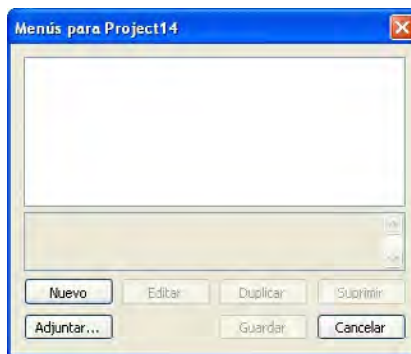 Menús para Project14
Nuevo Editar Duplicar Suprimir
Adjuntar... Guardar Cancelar